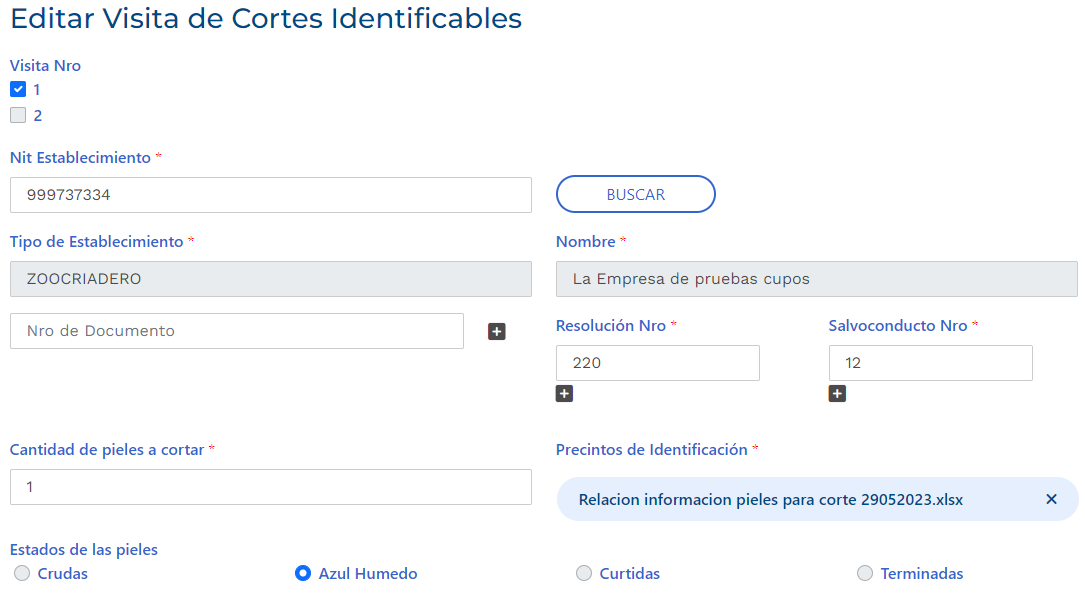 Editar Visita de Cortes Identificables
Visita Nro
1
2
Nit Establecimiento *
999737334
BUSCAR
Tipo de Establecimiento *
Nombre *
ZOOCRIADERO
La Empresa de pruebas cupos
Nro de Documento
Resolución Nro *
Salvoconducto Nro *
220
12
Cantidad de pieles a cortar *
Precintos de Identificación *
1
Relacion informacion pieles para corte 29052023.xlsx
Estados de las pieles
Crudas
Azul Humedo
Curtidas
Terminadas